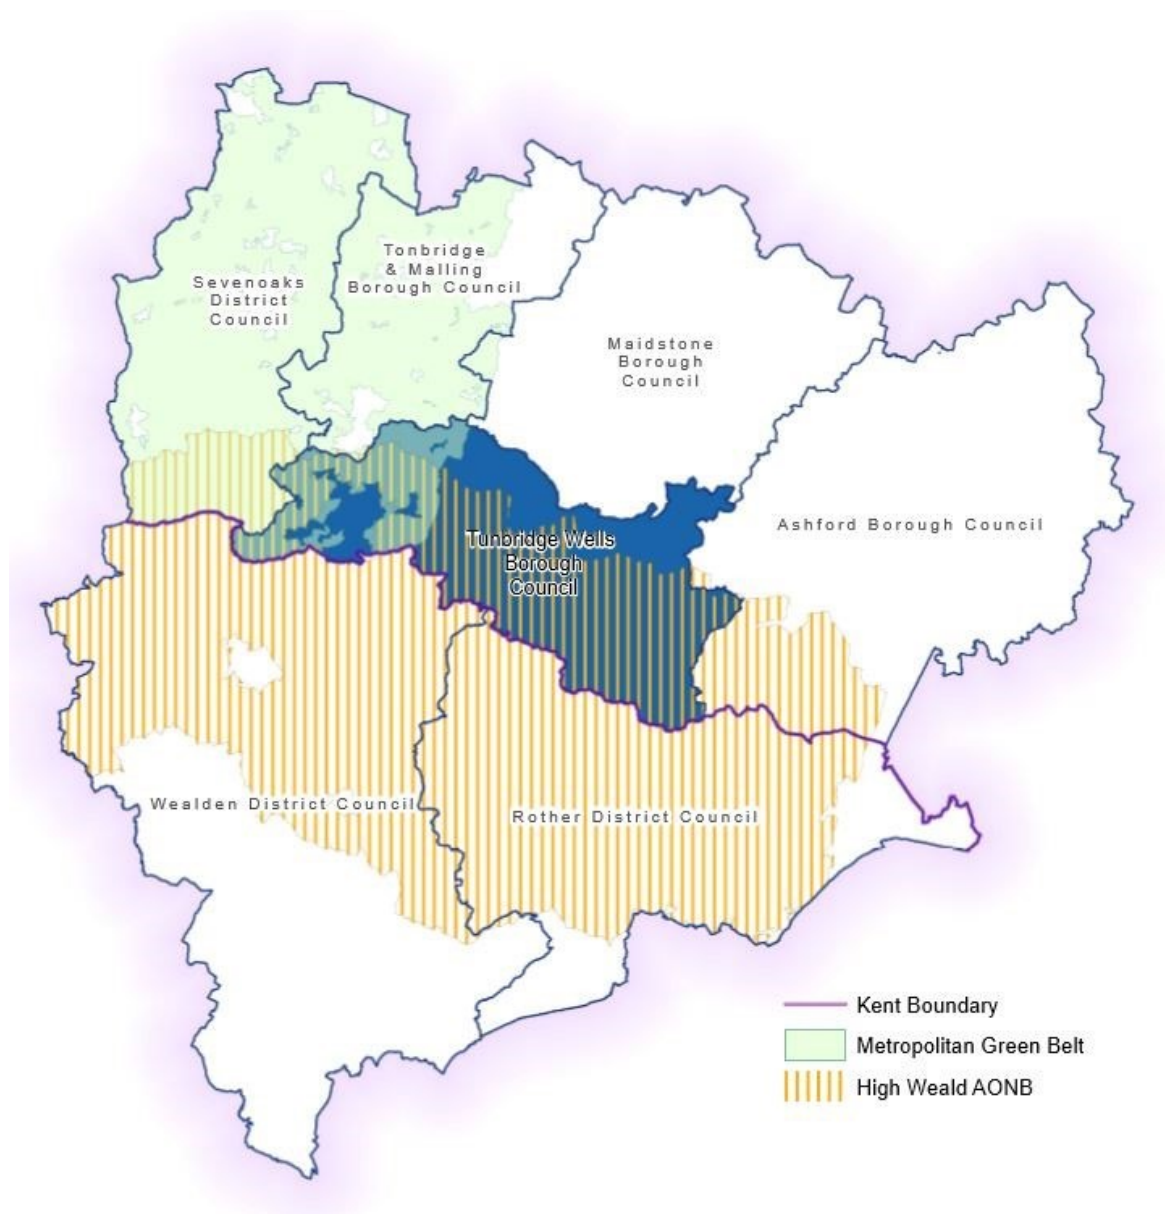 Tonbridge
& Malling
Borough Council
Sevenoaks
District
Council
Maidstone
Borough
Council
Ashford Borough Council
Tunbridge Wells
Borough
Council
Wealden District Council
Rother District Council
Kent Boundary
Metropolitan Green Belt
High Weald AONB